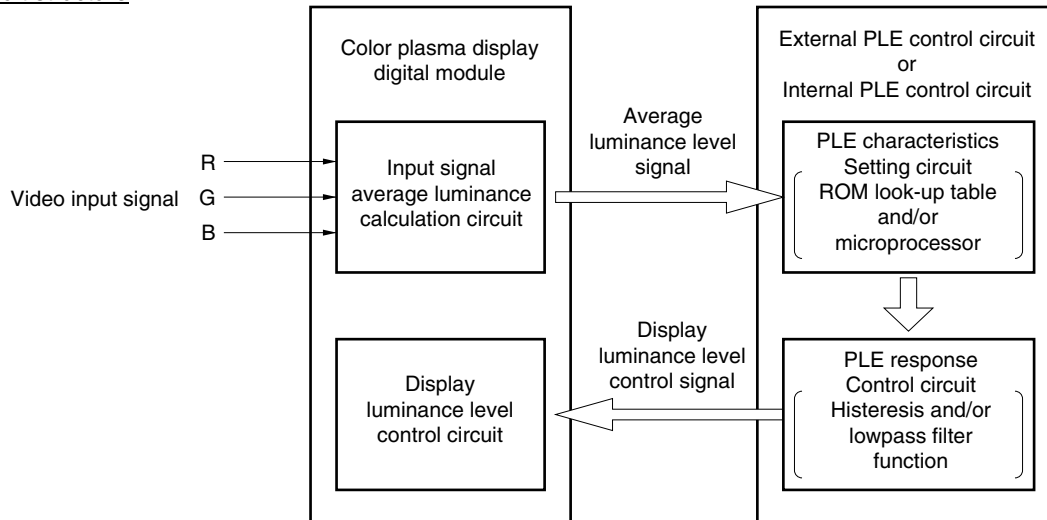 Color plasma display
digital module
External PLE control circuit
or
Internal PLE control circuit
Video input signal
R
G
B
Input signal
average luminance
calculation circuit
Average
luminance level
signal
PLE characteristics
Setting circuit
ROM look-up table
and/or
microprocessor
Display
luminance level
control circuit
Display
luminance level
control signal
PLE response
Control circuit
Histeresis and/or
lowpass filter
function